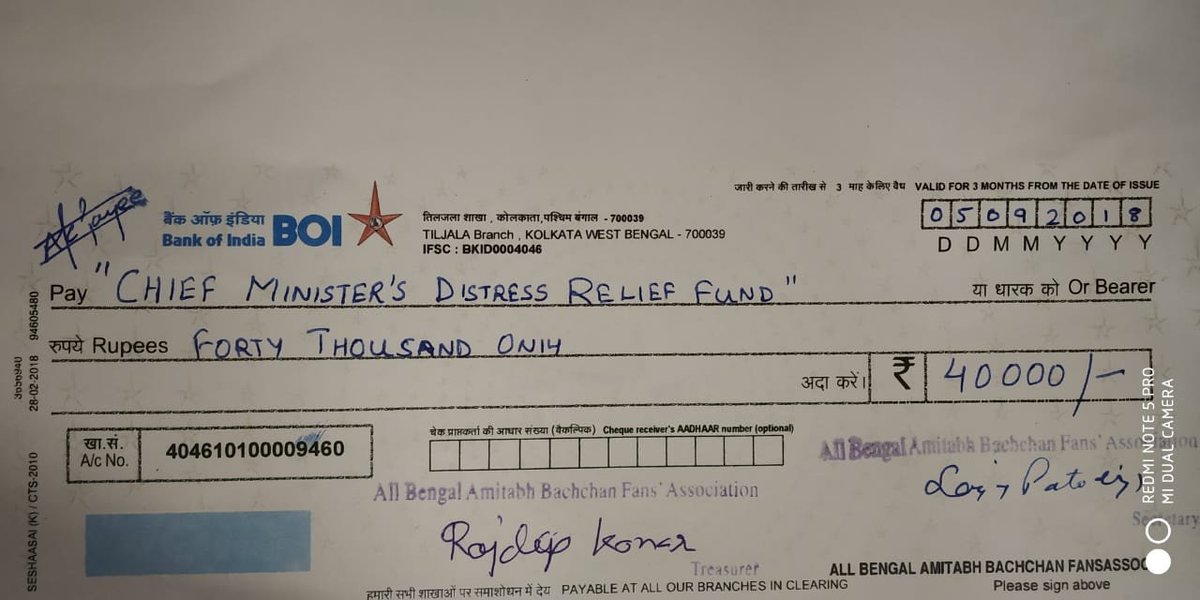 जारी करने की तारीख से 3 माह के लिए वैध VALID FOR 3 MONTHS FROM THE DATE OF ISSUE
A/c Payee
बैंक ऑफ़ इंडिया BOI
Bank of India
तिलजला शाखा , कोलकाता,पश्चिम बंगाल - 700039
TILJALA Branch , KOLKATA WEST BENGAL - 700039
IFSC : BKID0004046
05092018
D D M M Y Y Y Y
Pay "CHIEF MINISTER'S DISTRESS RELIEF FUND" या धारक को Or Bearer
रुपये Rupees FORTY THOUSAND ONLY
अदा करें। ₹ 40000/-
खा.सं.
A/c No. 404610100009460
चेक प्राप्तकर्ता की आधार संख्या (वैकल्पिक) Cheque receiver's AADHAAR number (optional)
All Bengal Amitabh Bachchan Fans' Association
All Bengal Amitabh Bachchan Fans' Association
Rajdip Konar
Treasurer
Secretary
ALL BENGAL AMITABH BACHCHAN FANSASSOC
Please sign above
हमारी सभी शाखाओं पर समाशोधन में देय PAYABLE AT ALL OUR BRANCHES IN CLEARING
SESHAASAI (K) / CTS-2010
28-02-2018 94605480
REDMI NOTE 5 PRO
MI DUAL CAMERA